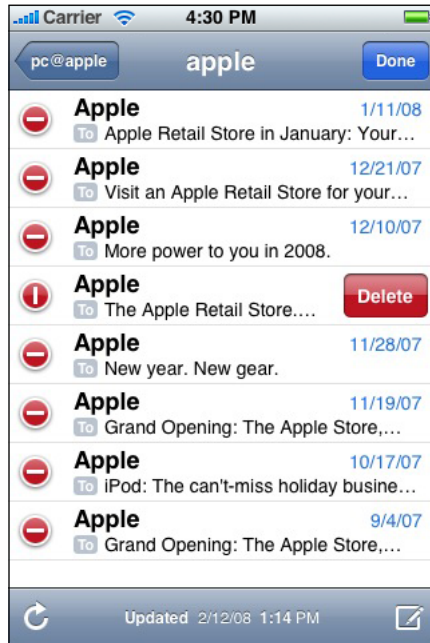 Carrier 4:30 PM
pc@apple apple Done
Apple 1/11/08
To Apple Retail Store in January: Your...
Apple 12/21/07
To Visit an Apple Retail Store for your...
Apple 12/10/07
To More power to you in 2008.
Apple
To The Apple Retail Store.... Delete
Apple 11/28/07
To New year. New gear.
Apple 11/19/07
To Grand Opening: The Apple Store,...
Apple 10/17/07
To iPod: The can't-miss holiday busine...
Apple 9/4/07
To Grand Opening: The Apple Store,...
Updated 2/12/08 1:14 PM